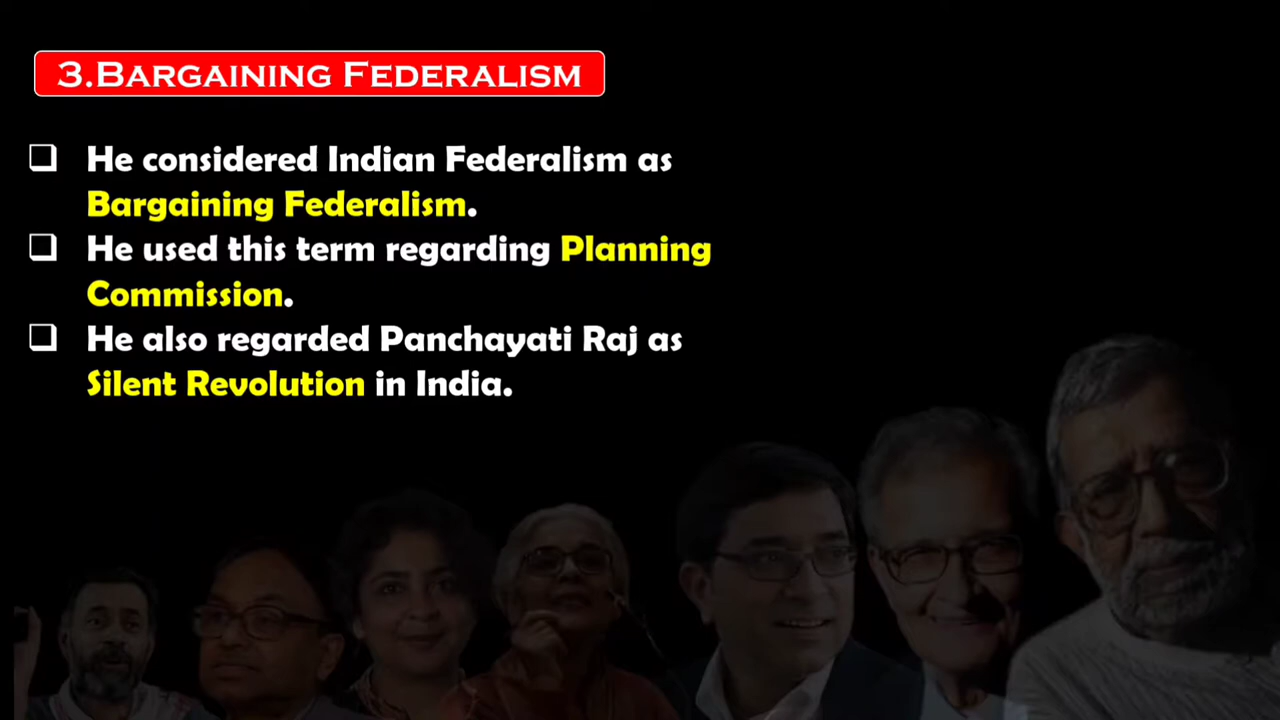 3.BARGAINING FEDERALISM
He considered Indian Federalism as
Bargaining Federalism.
He used this term regarding Planning
Commission.
He also regarded Panchayati Raj as
Silent Revolution in India.